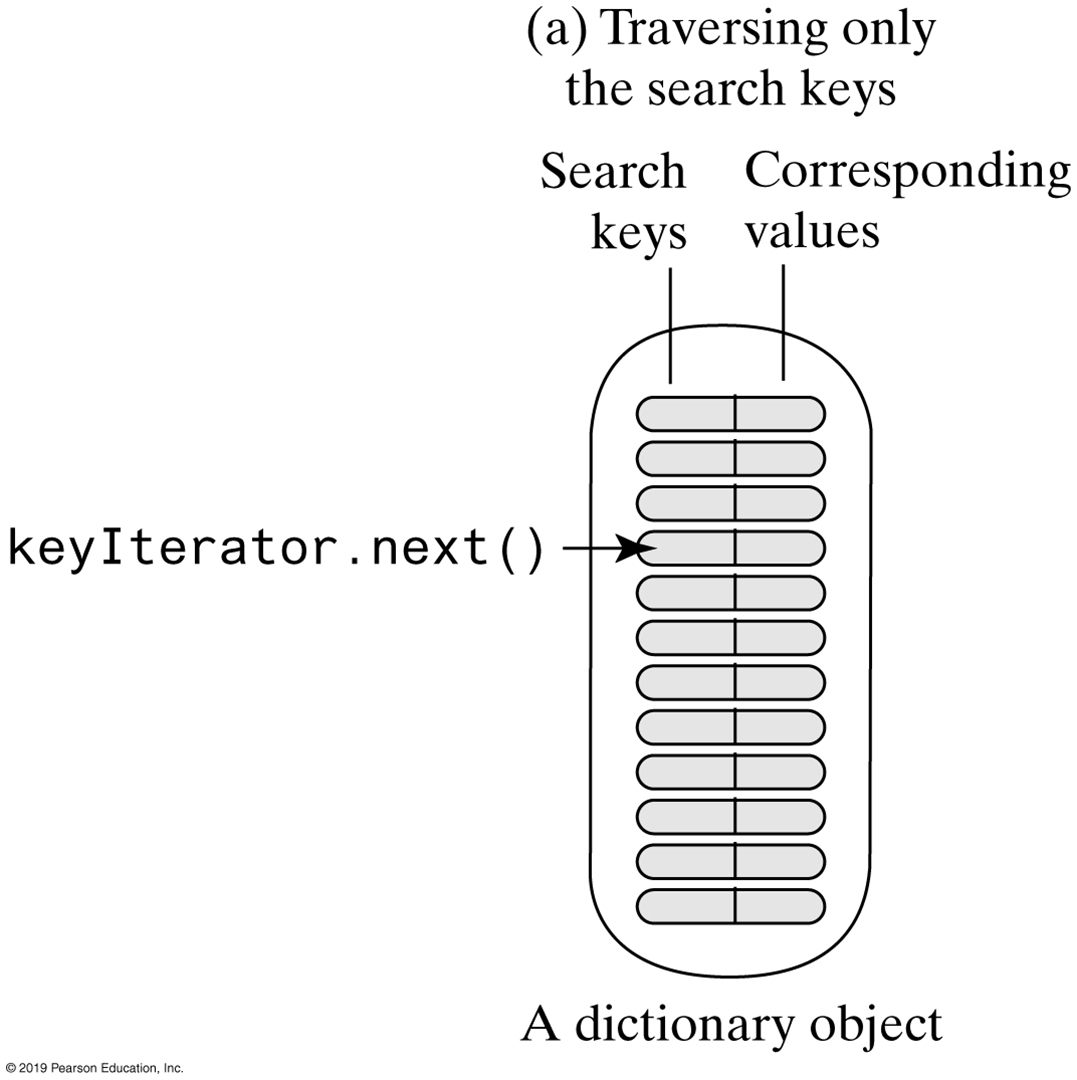 (a) Traversing only
the search keys
Search keys
Corresponding values
keyIterator.next()
A dictionary object
© 2019 Pearson Education, Inc.